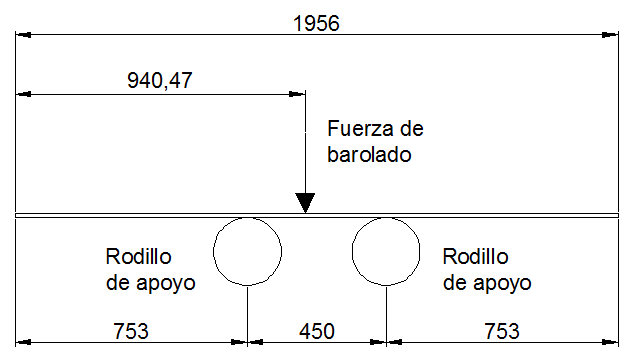 1956
940,47
Fuerza de
barolado
Rodillo
de apoyo
Rodillo
de apoyo
753
450
753